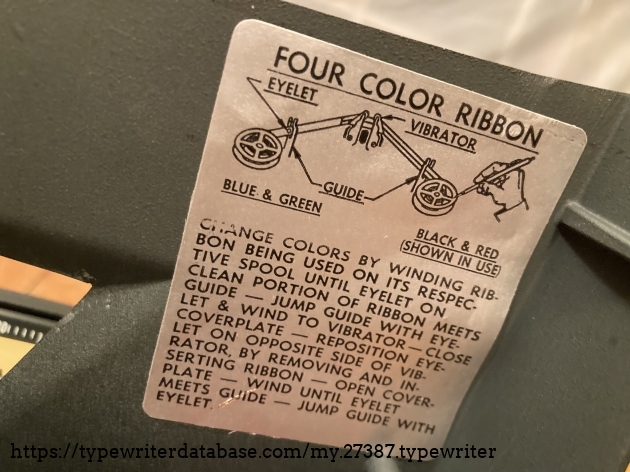 FOUR COLOR RIBBON
EYELET
VIBRATOR
GUIDE
BLUE & GREEN
BLACK & RED
(SHOWN IN USE)
CHANGE COLORS BY WINDING RIB-
BON BEING USED ON ITS RESPEC-
TIVE SPOOL UNTIL EYELET ON
CLEAN PORTION OF RIBBON MEETS
GUIDE — JUMP GUIDE WITH EYE-
LET & WIND TO VIBRATOR — CLOSE
COVERPLATE — REPOSITION EYE-
LET ON OPPOSITE SIDE OF VIB-
RATOR, BY REMOVING AND IN-
SERTING RIBBON — OPEN COVER-
PLATE — WIND UNTIL EYELET
MEETS GUIDE — JUMP GUIDE WITH
EYELET.
https://typewriterdatabase.com/my.27387.typewriter